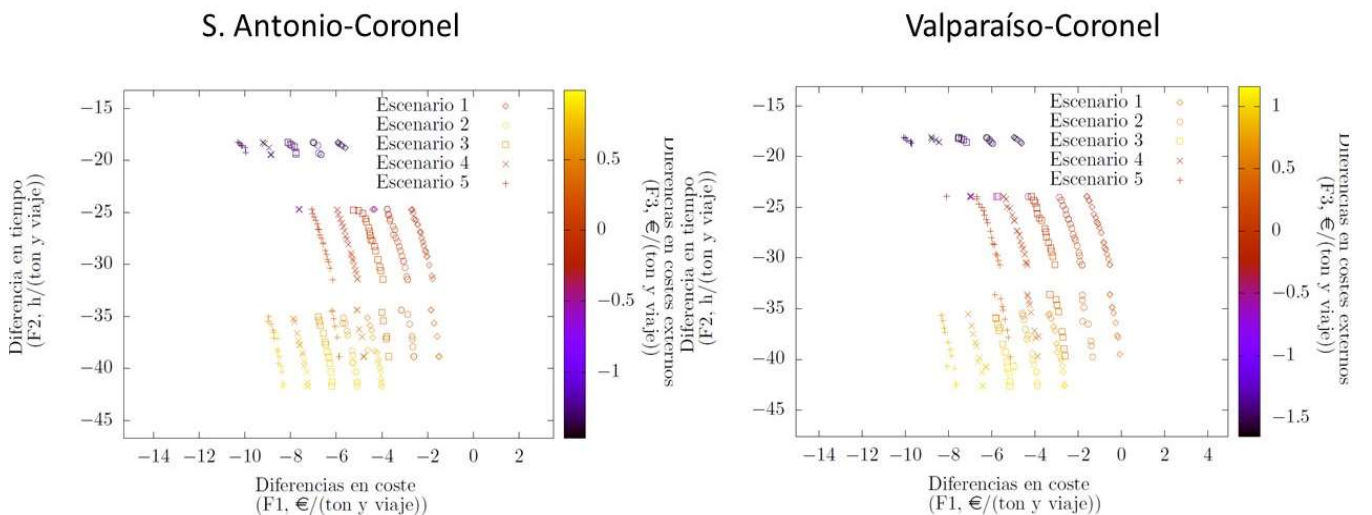 S. Antonio-Coronel
−15
−20
−25
−30
−35
−40
−45
Diferencia en tiempo
(F2, h/(ton y viaje))
Escenario 1
Escenario 2
Escenario 3
Escenario 4
Escenario 5
−14 −12 −10 −8 −6 −4 −2 0 2
Diferencias en coste
(F1, €/(ton y viaje))
0.5
0
−0.5
−1
Diferencias en costes externos
(F3, €/(ton y viaje))
Valparaíso-Coronel
−15
−20
−25
−30
−35
−40
−45
Diferencia en tiempo
(F2, h/(ton y viaje))
Escenario 1
Escenario 2
Escenario 3
Escenario 4
Escenario 5
−14 −12 −10 −8 −6 −4 −2 0 2 4
Diferencias en coste
(F1, €/(ton y viaje))
1
0.5
0
−0.5
−1
−1.5
Diferencias en costes externos
(F3, €/(ton y viaje))